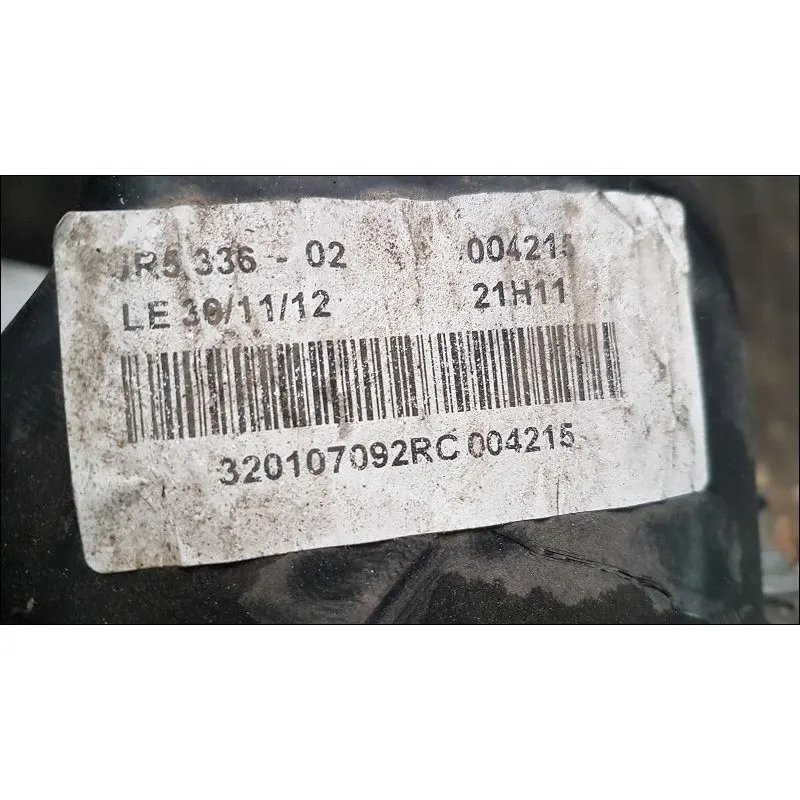 JR5 336 - 02 004215
LE 30/11/12 21H11
320107092RC 004215